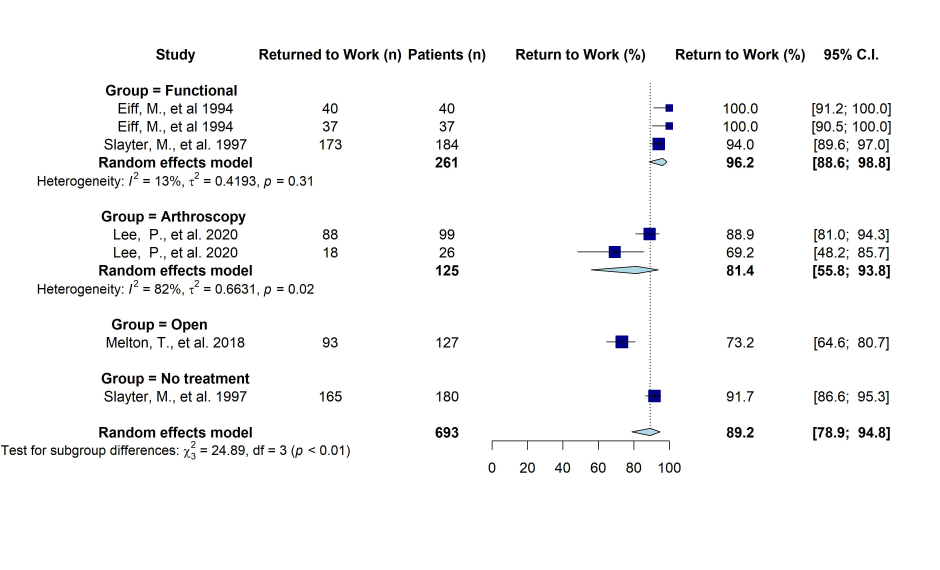 Study Returned to Work (n) Patients (n) Return to Work (%) Return to Work (%) 95% C.I.
Group = Functional
Eiff, M., et al 1994 40 40 100.0 [91.2; 100.0]
Eiff, M., et al 1994 37 37 100.0 [90.5; 100.0]
Slayter, M., et al. 1997 173 184 94.0 [89.6; 97.0]
Random effects model 261 96.2 [88.6; 98.8]
Heterogeneity: I² = 13%, τ² = 0.4193, p = 0.31
Group = Arthroscopy
Lee, P., et al. 2020 88 99 88.9 [81.0; 94.3]
Lee, P., et al. 2020 18 26 69.2 [48.2; 85.7]
Random effects model 125 81.4 [55.8; 93.8]
Heterogeneity: I² = 82%, τ² = 0.6631, p = 0.02
Group = Open
Melton, T., et al. 2018 93 127 73.2 [64.6; 80.7]
Group = No treatment
Slayter, M., et al. 1997 165 180 91.7 [86.6; 95.3]
Random effects model 693 89.2 [78.9; 94.8]
Test for subgroup differences: χ²₃ = 24.89, df = 3 (p < 0.01)
0 20 40 60 80 100